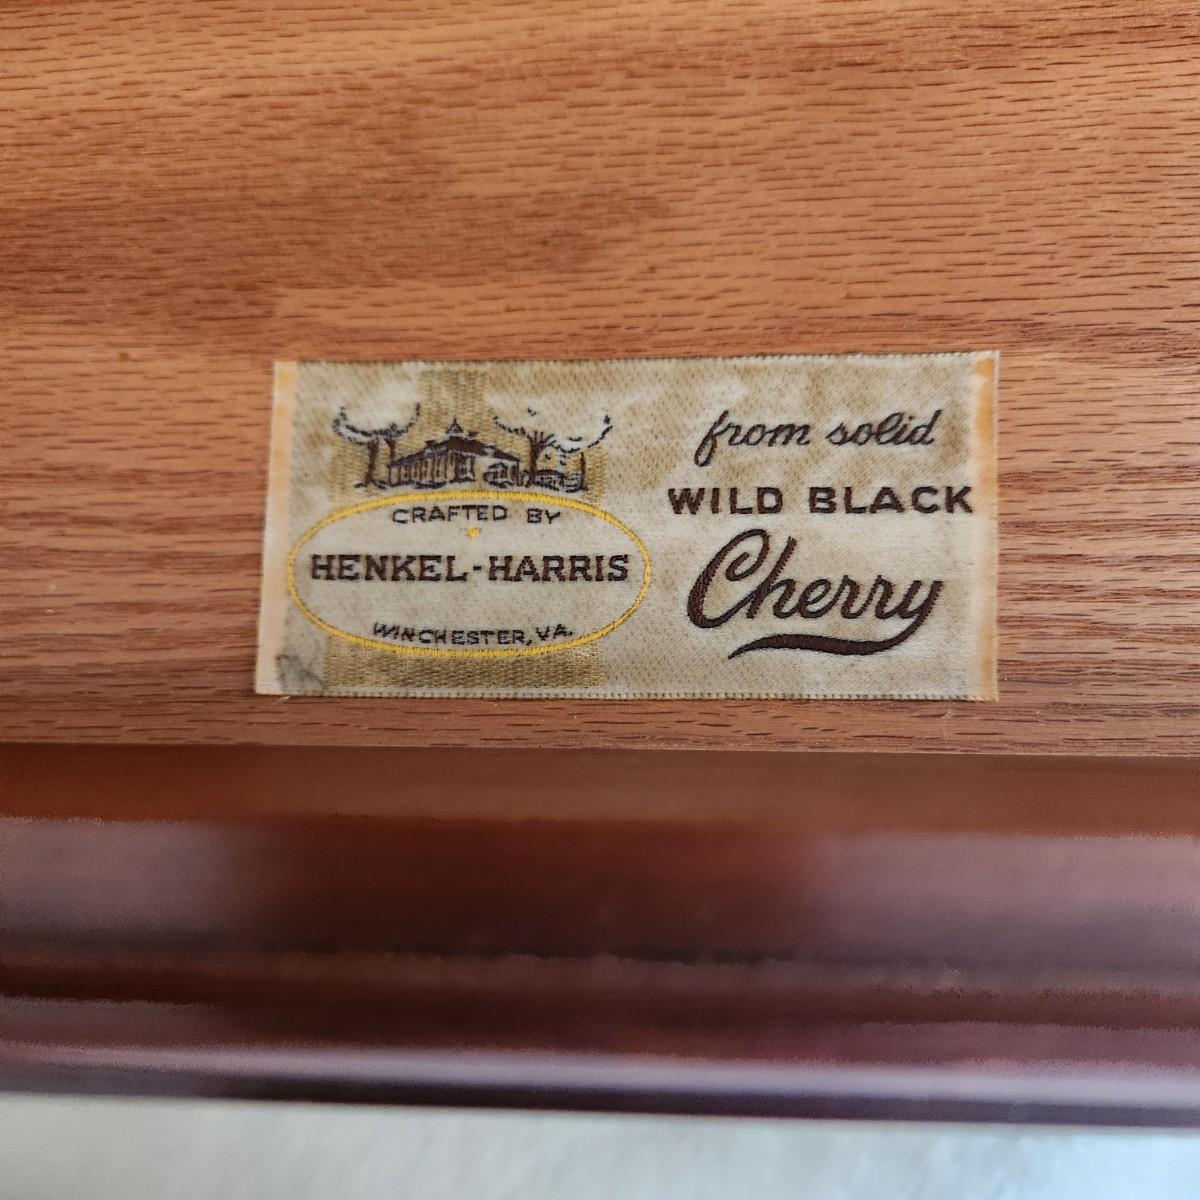 CRAFTED BY
HENKEL-HARRIS
WINCHESTER, VA.
from solid
WILD BLACK
Cherry